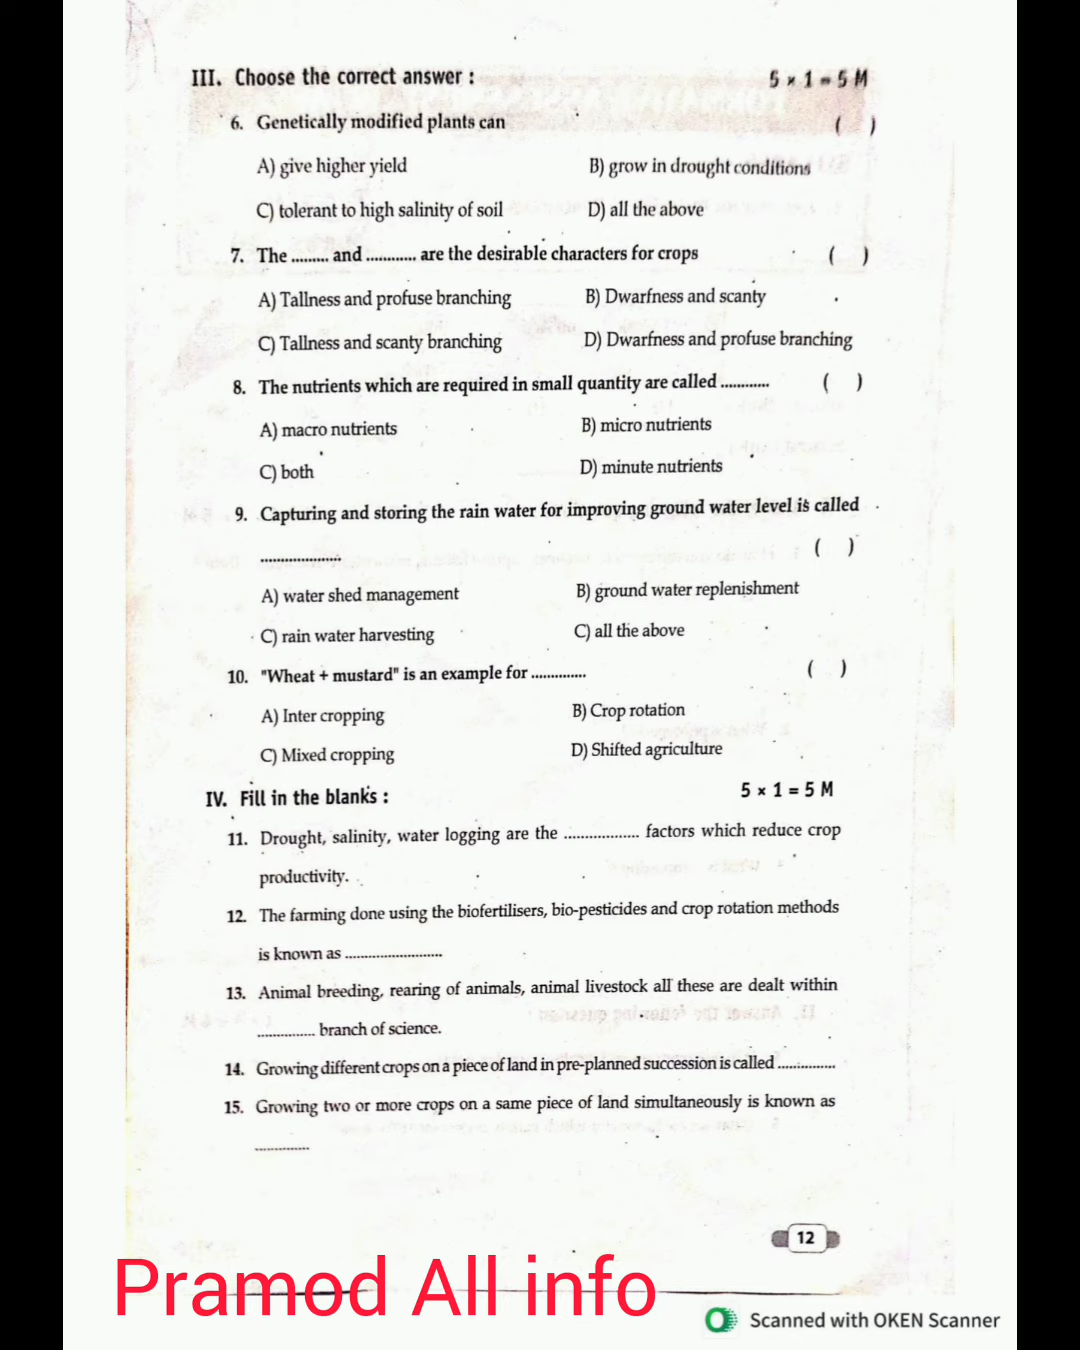 III. Choose the correct answer : 5 × 1 = 5 M
6. Genetically modified plants can ( )
A) give higher yield B) grow in drought conditions
C) tolerant to high salinity of soil D) all the above
7. The ......... and ............ are the desirable characters for crops ( )
A) Tallness and profuse branching B) Dwarfness and scanty
C) Tallness and scanty branching D) Dwarfness and profuse branching
8. The nutrients which are required in small quantity are called ............ ( )
A) macro nutrients B) micro nutrients
C) both D) minute nutrients
9. Capturing and storing the rain water for improving ground water level is called
.................... ( )
A) water shed management B) ground water replenishment
C) rain water harvesting C) all the above
10. "Wheat + mustard" is an example for .............. ( )
A) Inter cropping B) Crop rotation
C) Mixed cropping D) Shifted agriculture
IV. Fill in the blanks : 5 × 1 = 5 M
11. Drought, salinity, water logging are the .................. factors which reduce crop
productivity.
12. The farming done using the biofertilisers, bio-pesticides and crop rotation methods
is known as ........................
13. Animal breeding, rearing of animals, animal livestock all these are dealt within
.............. branch of science.
14. Growing different crops on a piece of land in pre-planned succession is called ..............
15. Growing two or more crops on a same piece of land simultaneously is known as
..............
12
Pramod All info
Scanned with OKEN Scanner